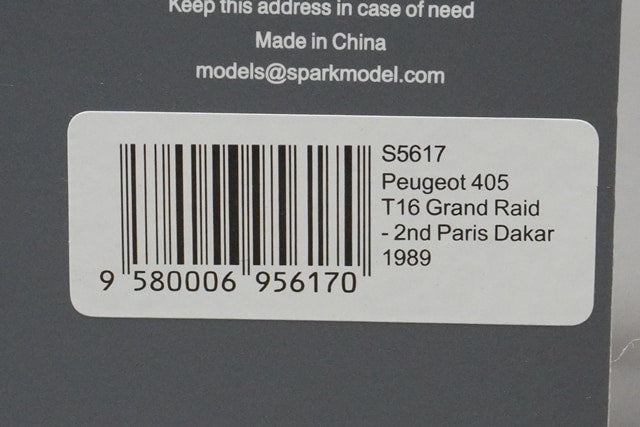 Keep this address in case of need
Made in China
models@sparkmodel.com
S5617
Peugeot 405
T16 Grand Raid
- 2nd Paris Dakar
1989
9 580006 956170